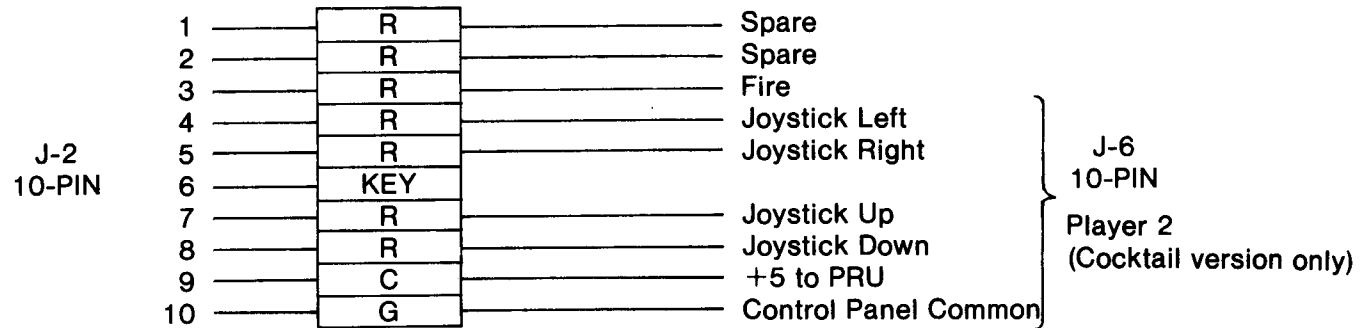 1 R Spare
2 R Spare
3 R Fire
4 R Joystick Left
5 R Joystick Right
6 KEY
7 R Joystick Up
8 R Joystick Down
9 C +5 to PRU
10 G Control Panel Common
J-2
10-PIN
J-6
10-PIN
Player 2
(Cocktail version only)